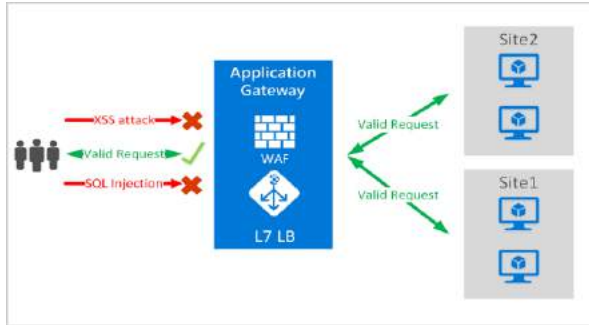 Site2
Application
Gateway
XSS attack
Valid Request
Valid Request
WAF
SQL Injection
Site1
Valid Request
L7 LB